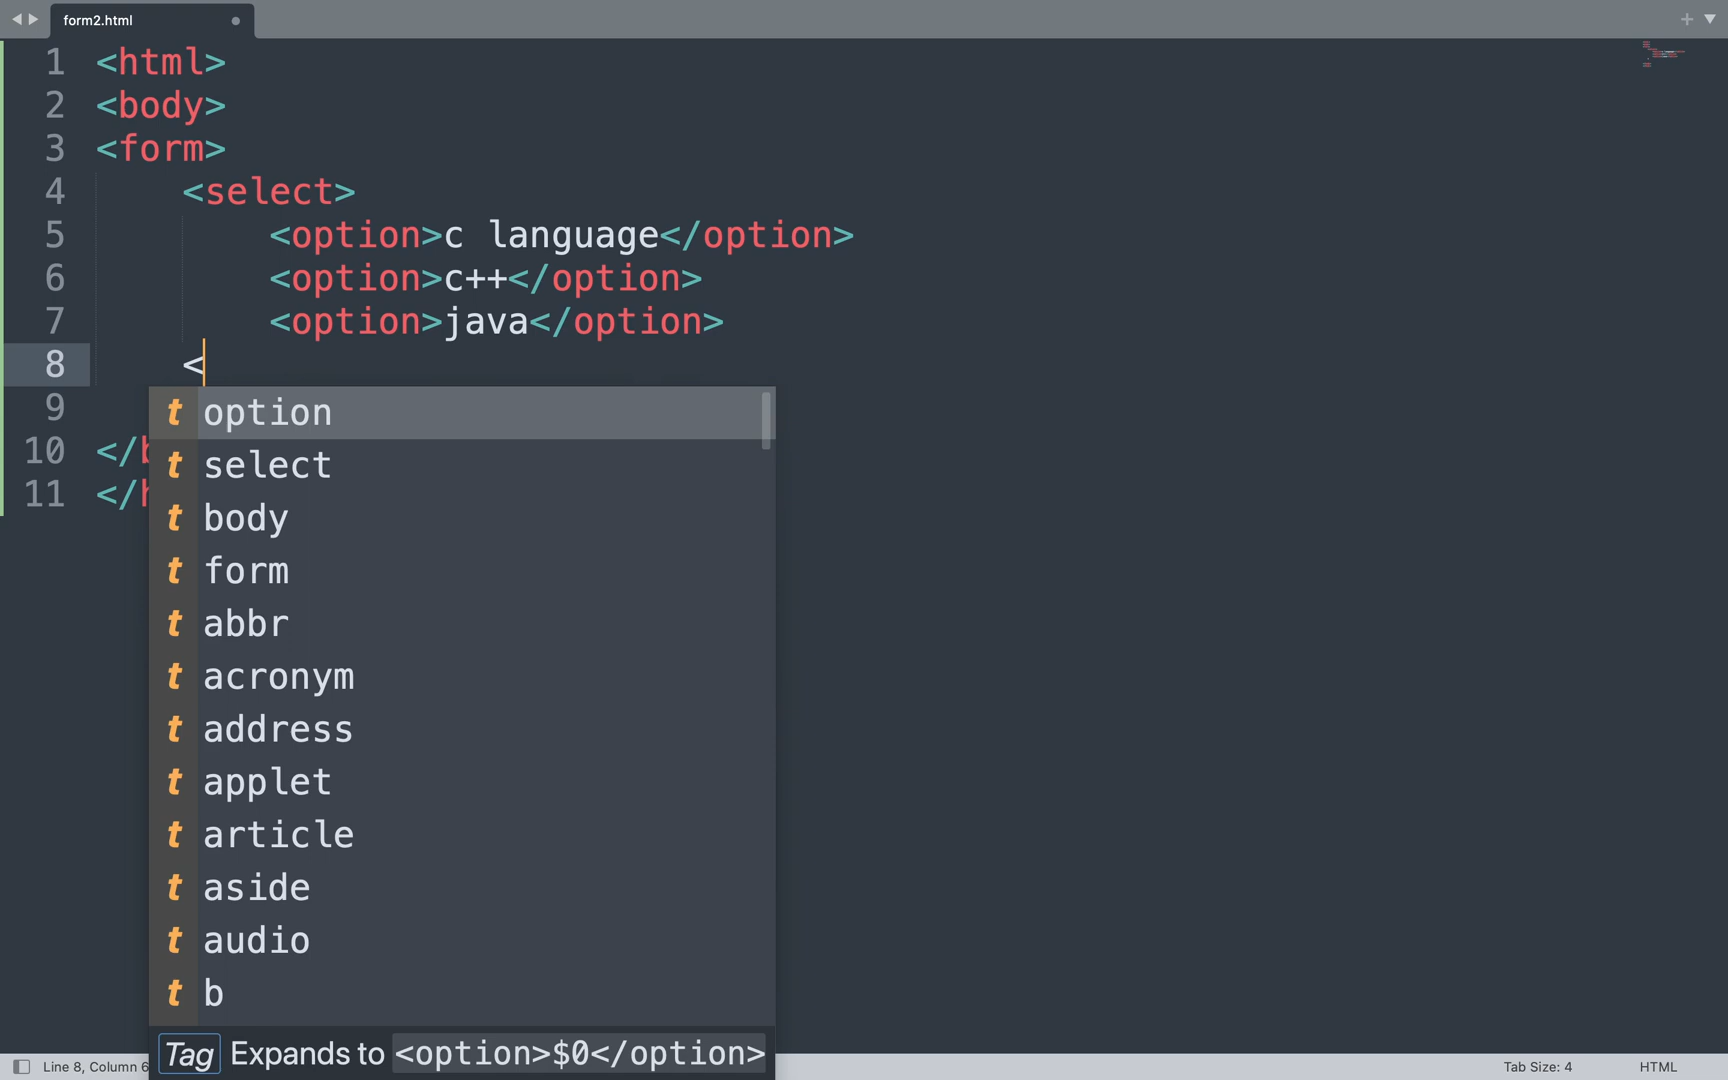 form2.html
1 <html>
2 <body>
3 <form>
4 <select>
5 <option>c language</option>
6 <option>c++</option>
7 <option>java</option>
8 <
9
10 </b
11 </h
t option
t select
t body
t form
t abbr
t acronym
t address
t applet
t article
t aside
t audio
t b
Tag Expands to <option>$0</option>
Line 8, Column 6
Tab Size: 4
HTML